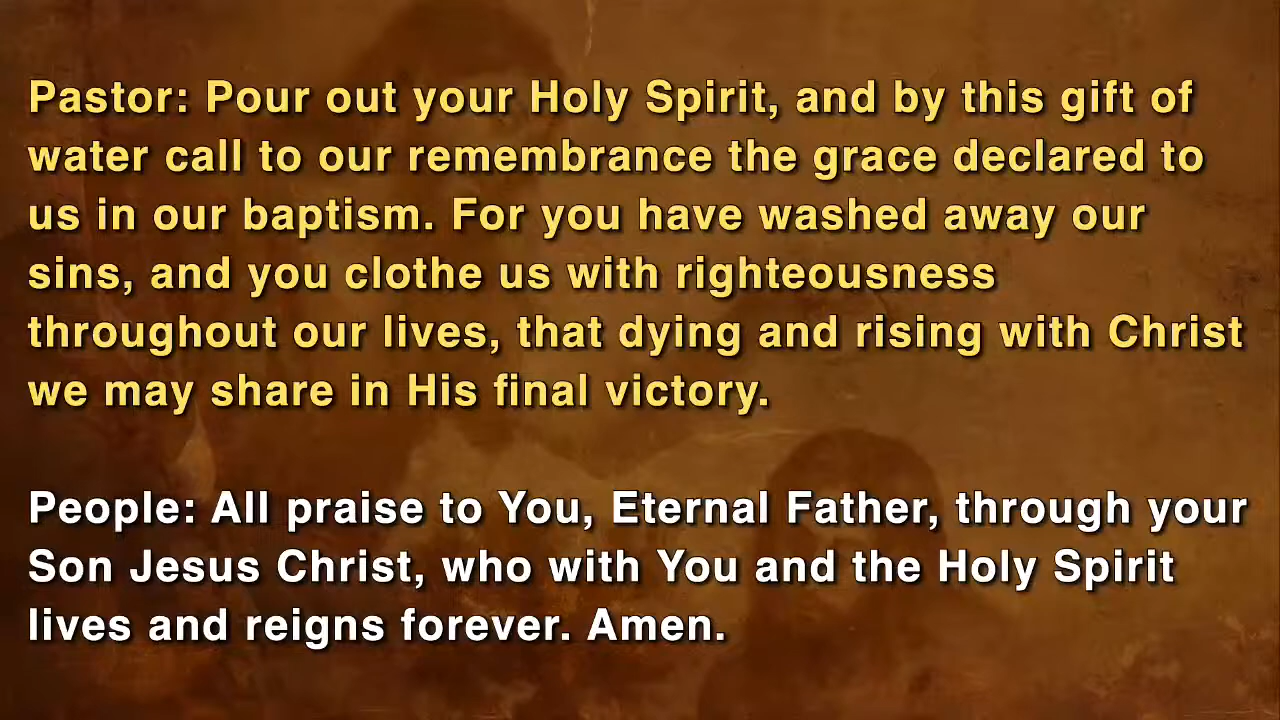 Pastor: Pour out your Holy Spirit, and by this gift of
water call to our remembrance the grace declared to
us in our baptism. For you have washed away our
sins, and you clothe us with righteousness
throughout our lives, that dying and rising with Christ
we may share in His final victory.
People: All praise to You, Eternal Father, through your
Son Jesus Christ, who with You and the Holy Spirit
lives and reigns forever. Amen.